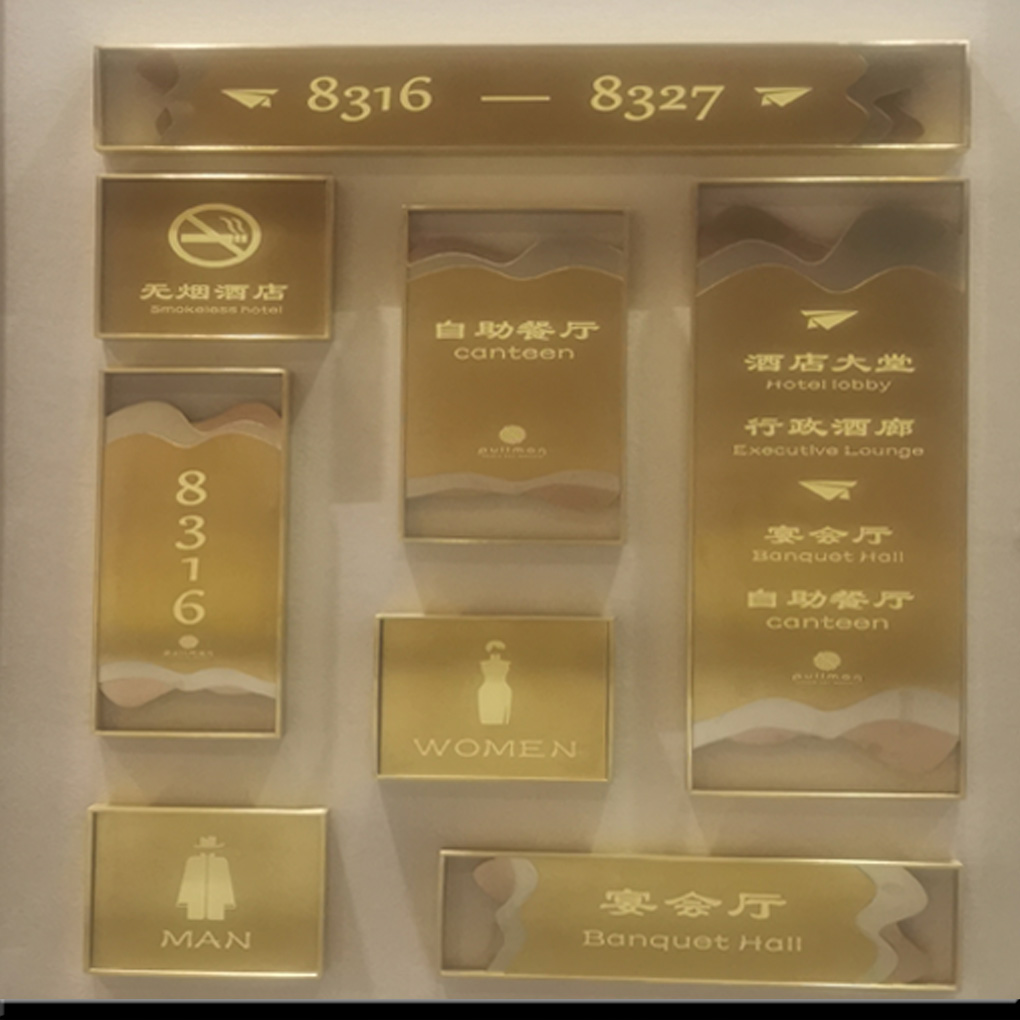 8316 — 8327
无烟酒店
Smokeless hotel
自助餐厅
canteen
pullman
酒店大堂
Hotel lobby
行政酒廊
Executive Lounge
宴会厅
Banquet Hall
自助餐厅
canteen
pullman
8
3
1
6
pullman
WOMEN
MAN
宴会厅
Banquet Hall